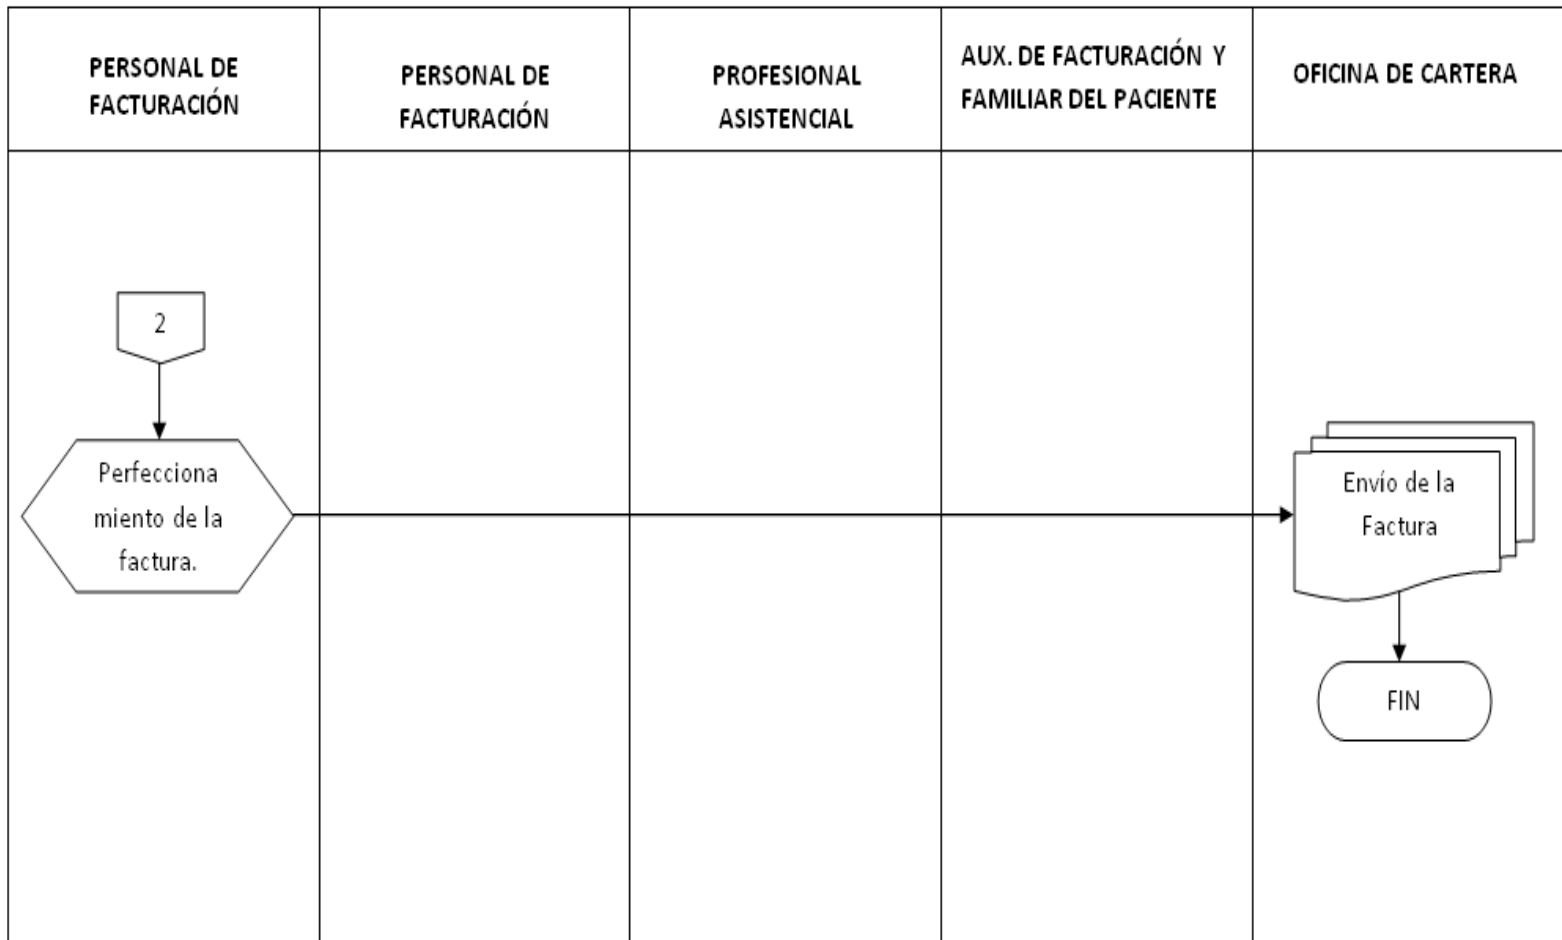 PERSONAL DE
FACTURACIÓN
PERSONAL DE
FACTURACIÓN
PROFESIONAL
ASISTENCIAL
AUX. DE FACTURACIÓN Y
FAMILIAR DEL PACIENTE
OFICINA DE CARTERA
2
Perfecciona
miento de la
factura.
Envío de la
Factura
FIN